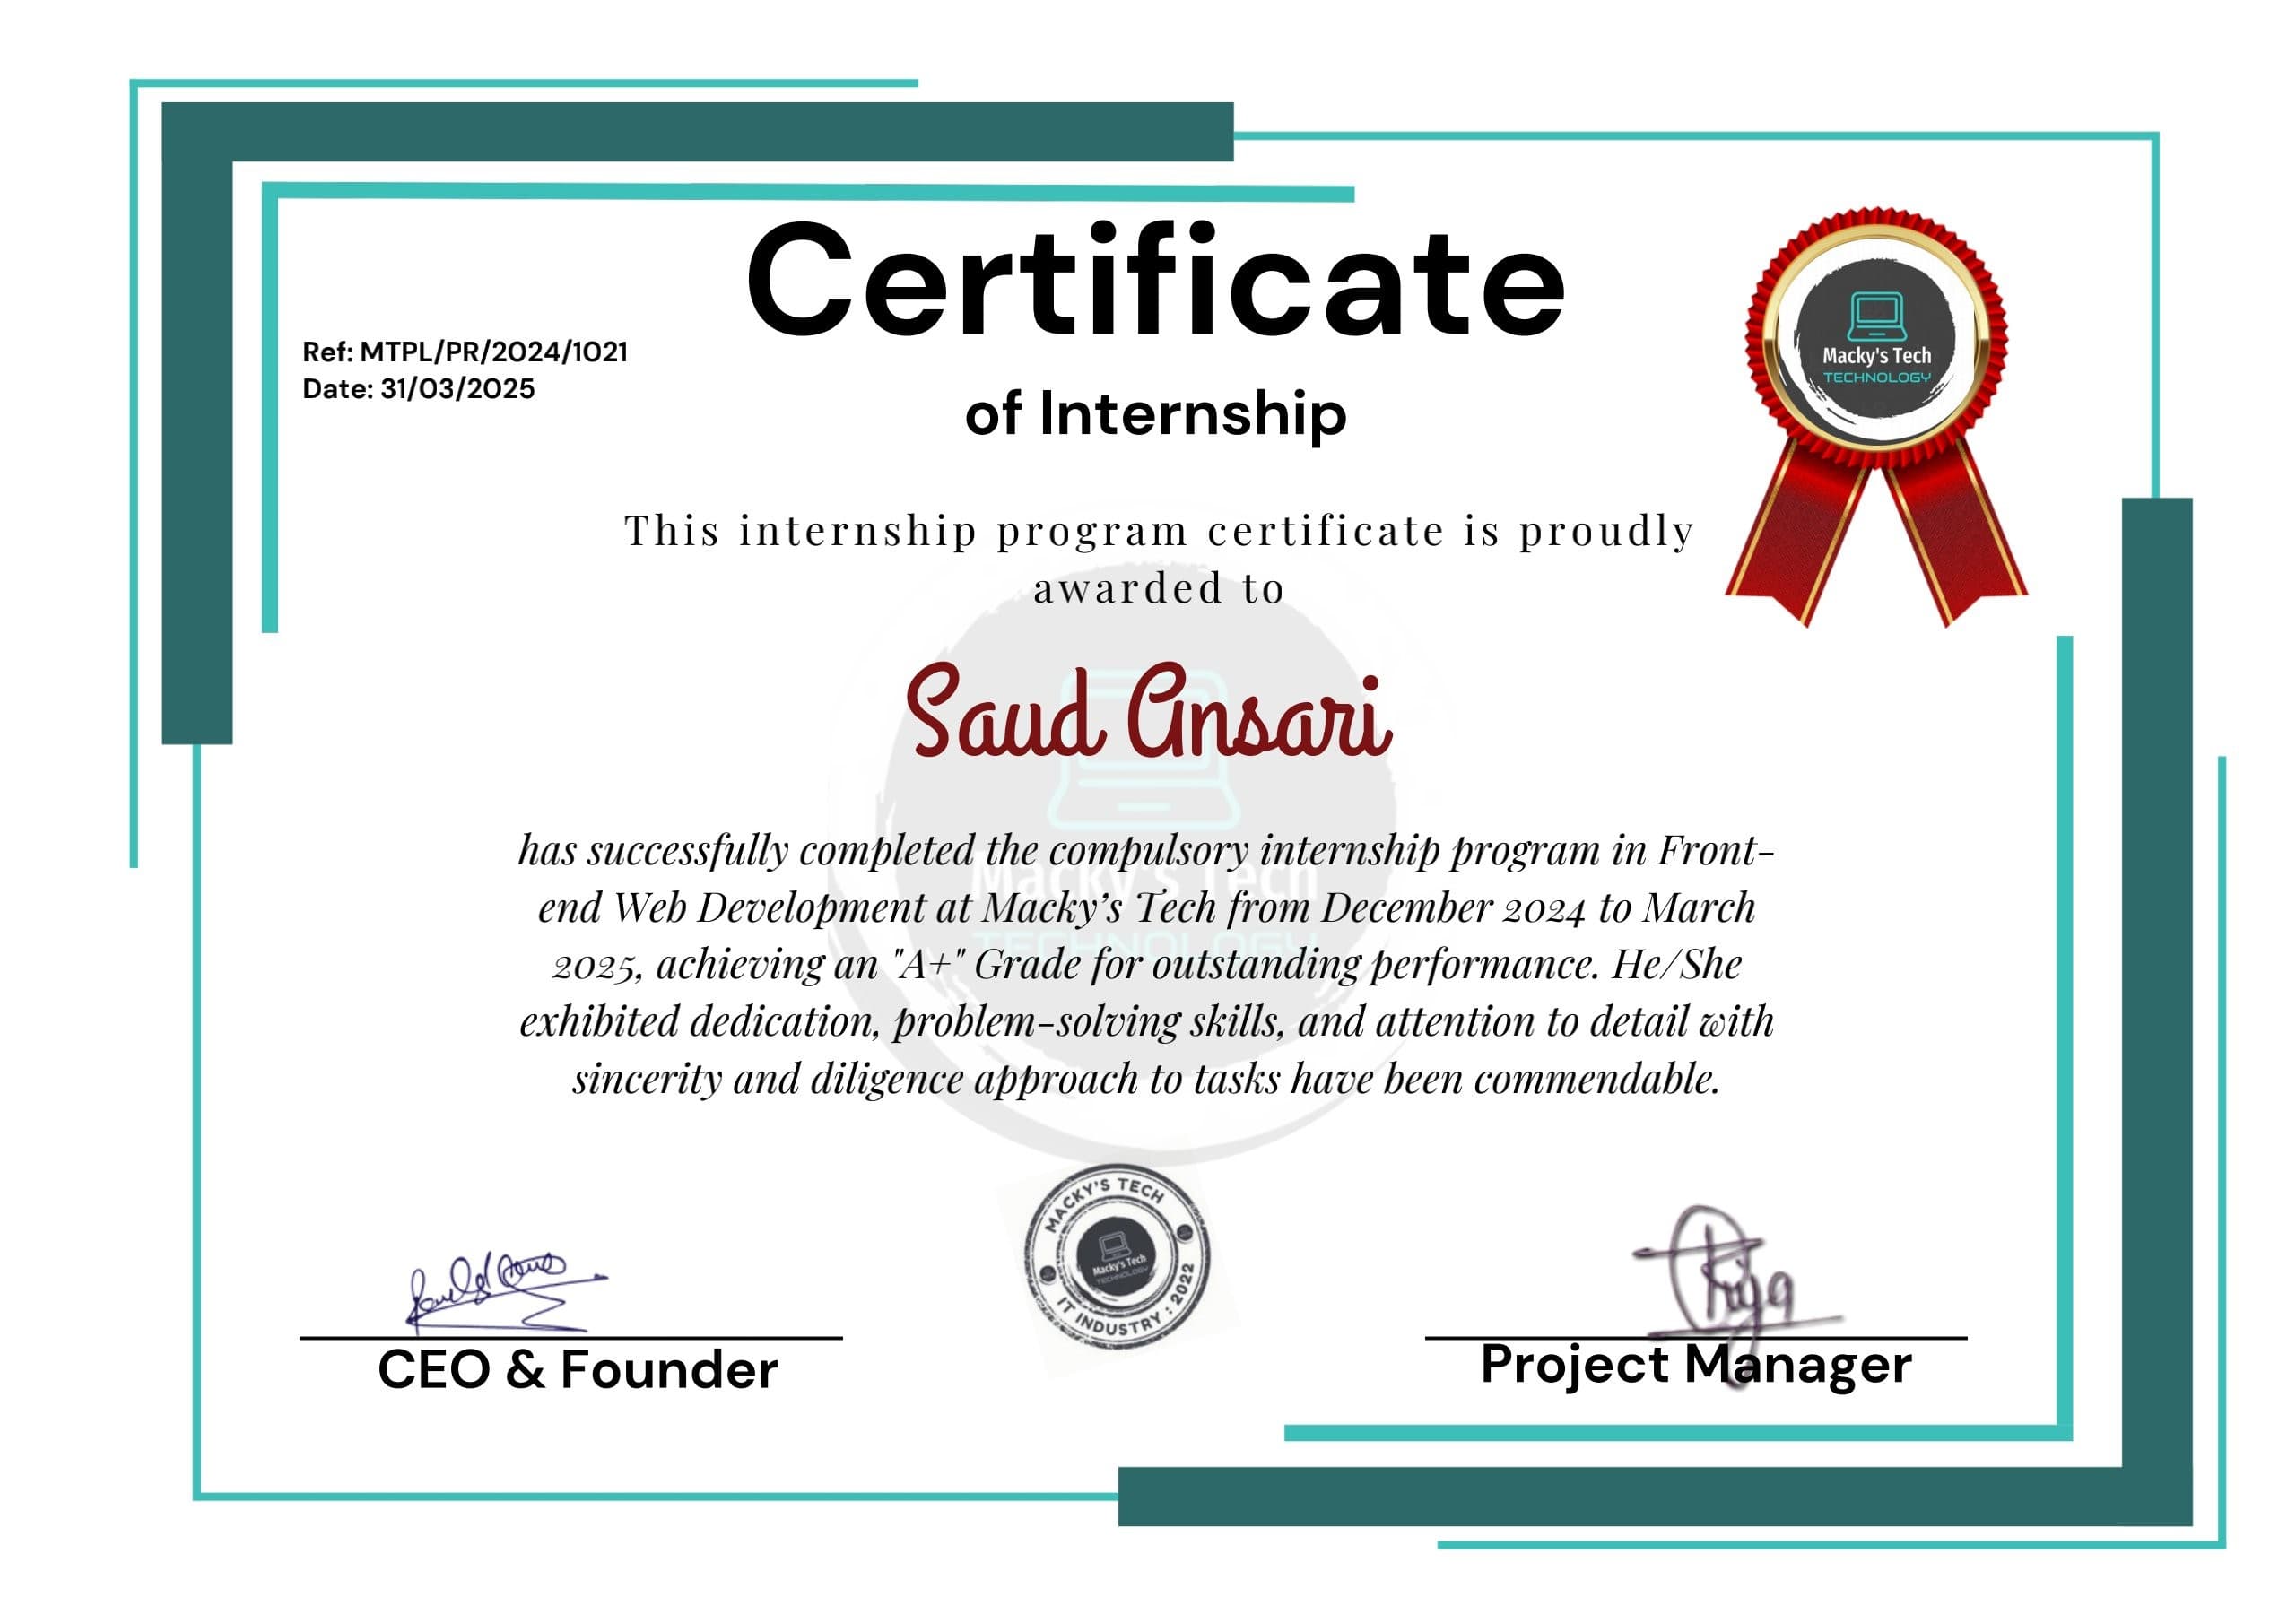 Certificate
of Internship
Ref: MTPL/PR/2024/1021
Date: 31/03/2025
Macky's Tech
TECHNOLOGY
This internship program certificate is proudly
awarded to
Saud Ansari
has successfully completed the compulsory internship program in Front-
end Web Development at Macky’s Tech from December 2024 to March
2025, achieving an "A+" Grade for outstanding performance. He/She
exhibited dedication, problem-solving skills, and attention to detail with
sincerity and diligence approach to tasks have been commendable.
Macky's Tech
TECHNOLOGY
MACKY'S TECH
Macky's Tech
TECHNOLOGY
IT INDUSTRY : 2022
CEO & Founder
Riya
Project Manager